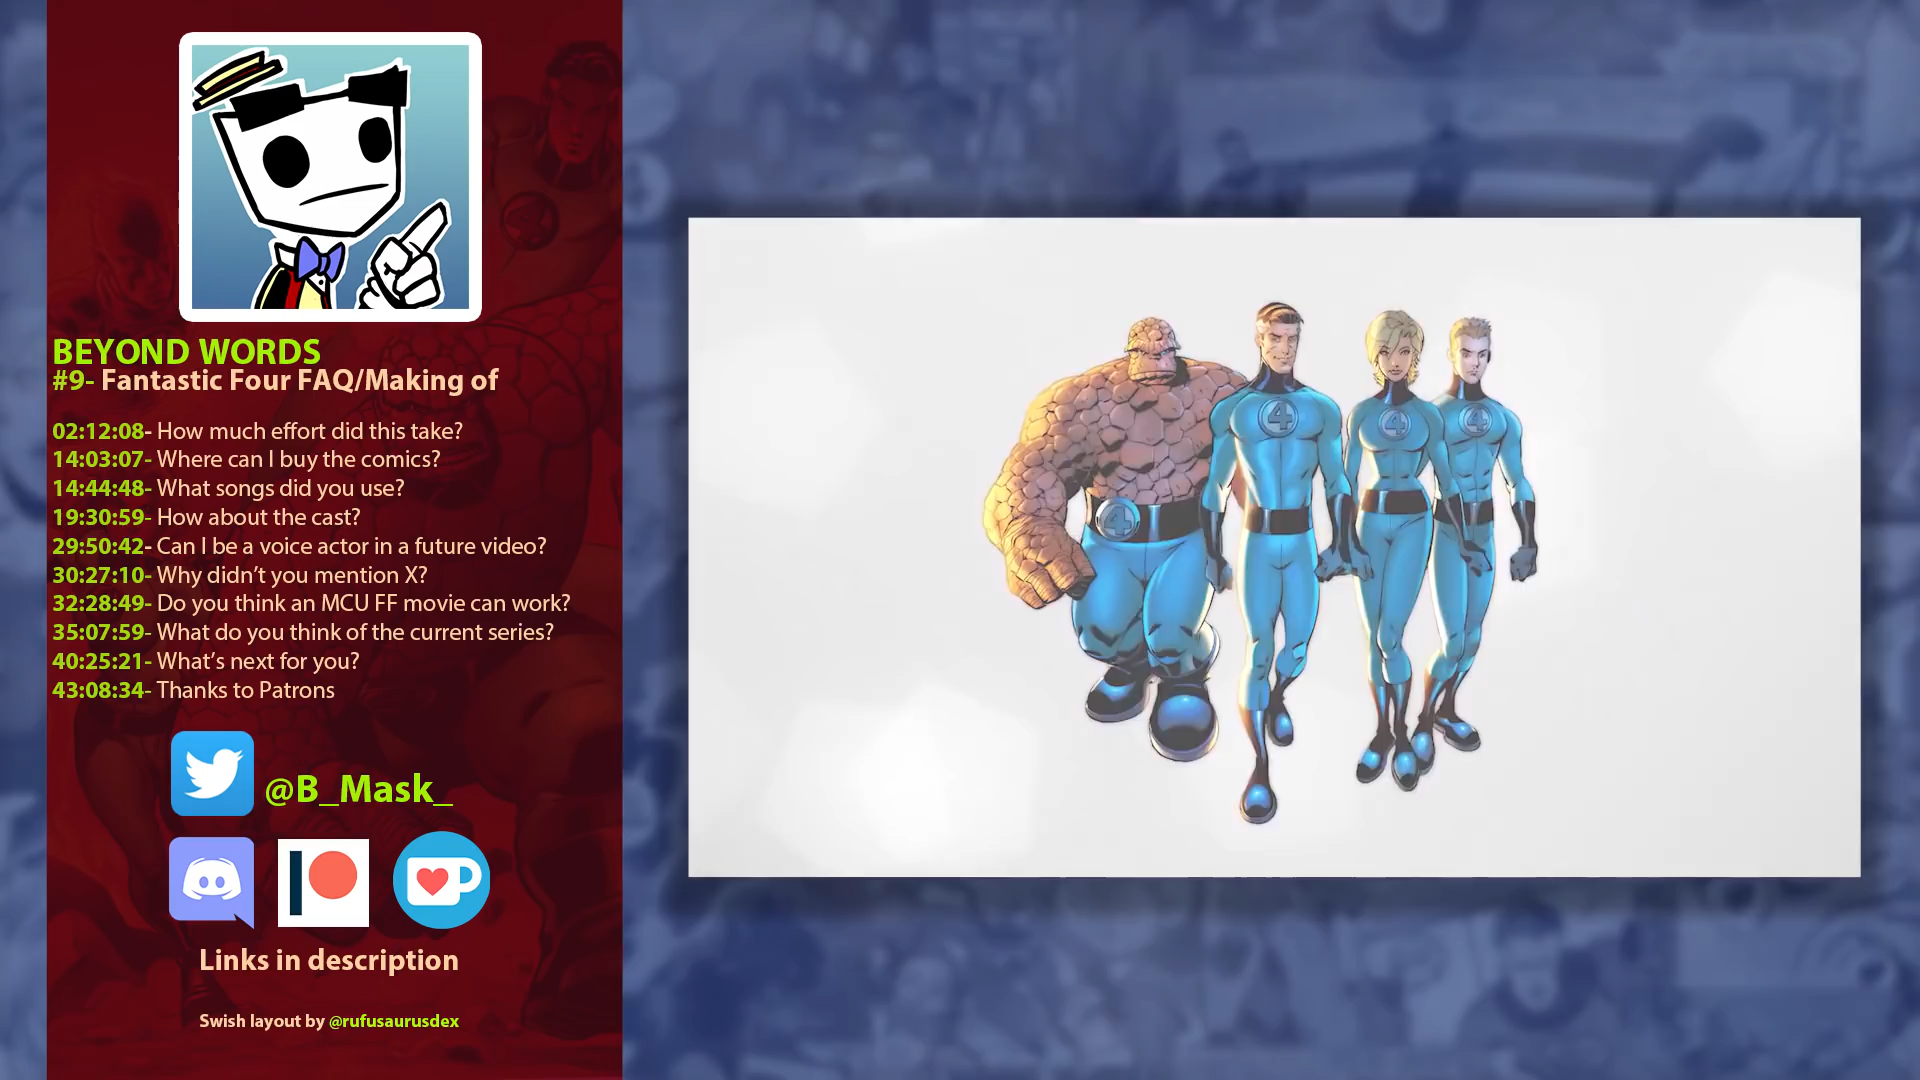 BEYOND WORDS
#9- Fantastic Four FAQ/Making of
02:12:08- How much effort did this take?
14:03:07- Where can I buy the comics?
14:44:48- What songs did you use?
19:30:59- How about the cast?
29:50:42- Can I be a voice actor in a future video?
30:27:10- Why didn't you mention X?
32:28:49- Do you think an MCU FF movie can work?
35:07:59- What do you think of the current series?
40:25:21- What's next for you?
43:08:34- Thanks to Patrons
@B_Mask_
Links in description
Swish layout by @rufusaurusdex
4
4
4
4